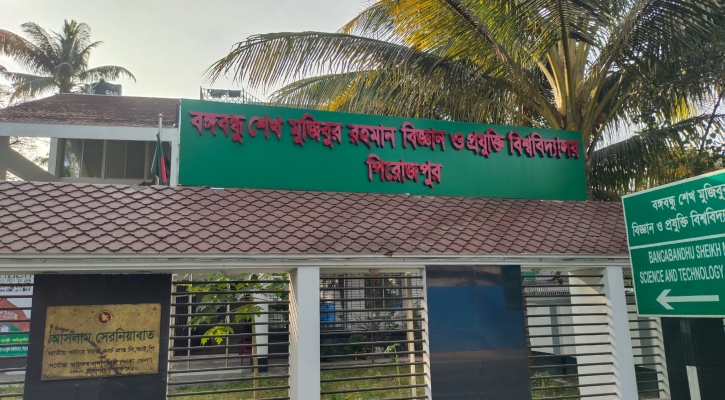 বঙ্গবন্ধু শেখ মুজিবুর রহমান বিজ্ঞান ও প্রযুক্তি বিশ্ববিদ্যালয়
পিরোজপুর
বঙ্গবন্ধু শেখ মুজিবু
বিজ্ঞান ও প্রযুক্তি বিশ্ববিদ্যা
BANGABANDHU SHEIKH
SCIENCE AND TECHNOLOGY
আসলাম সেরনিয়াবাত